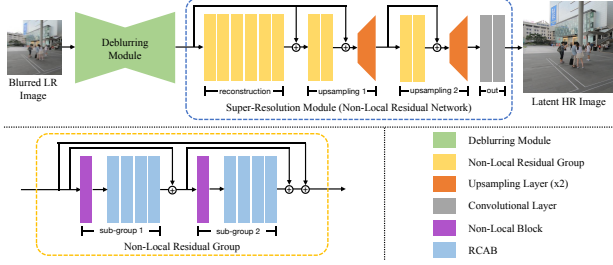 Deblurring
Module
Blurred LR
Image
reconstruction
upsampling 1
upsampling 2
out
Super-Resolution Module (Non-Local Residual Network)
Latent HR Image
sub-group 1
sub-group 2
Non-Local Residual Group
Deblurring Module
Non-Local Residual Group
Upsampling Layer (x2)
Convolutional Layer
Non-Local Block
RCAB